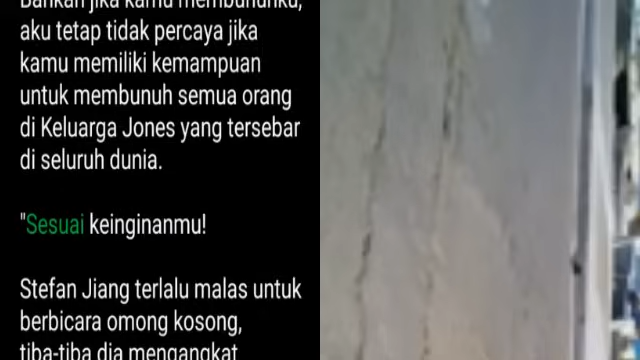 Bahkan jika kamu membunuhku,
aku tetap tidak percaya jika
kamu memiliki kemampuan
untuk membunuh semua orang
di Keluarga Jones yang tersebar
di seluruh dunia.
"Sesuai keinginanmu!
Stefan Jiang terlalu malas untuk
berbicara omong kosong,
tiba-tiba dia mengangkat